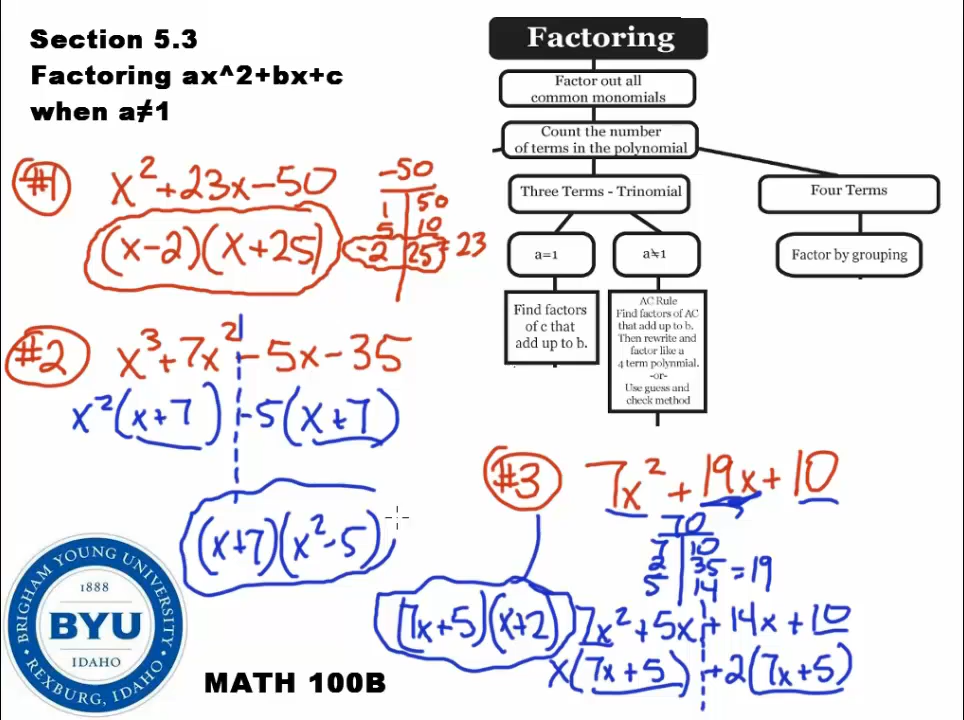 Section 5.3
Factoring ax^2+bx+c
when a≠1
Factoring
Factor out all
common monomials
Count the number
of terms in the polynomial
Three Terms - Trinomial
Four Terms
a=1
a≠1
Factor by grouping
Find factors
of c that
add up to b.
AC Rule
Find factors of AC
that add up to b.
Then rewrite and
factor like a
4 term polynmial.
-or-
Use guess and
check method
#1 x²+23x-50
(x-2)(x+25)
-50
1 50
5 10
-2 25 = 23
#2 x³+7x²-5x-35
x²(x+7)-5(x+7)
(x+7)(x²-5)
#3 7x²+19x+10
70
7 10
2 35
5 14 = 19
7x²+5x+14x+10
x(7x+5)+2(7x+5)
(7x+5)(x+2)
BRIGHAM YOUNG UNIVERSITY
1888
BYU
IDAHO
REXBURG, IDAHO
MATH 100B